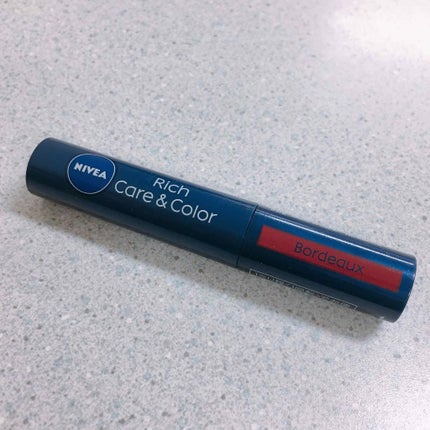 NIVEA
Rich
Care & Color
Bordeaux